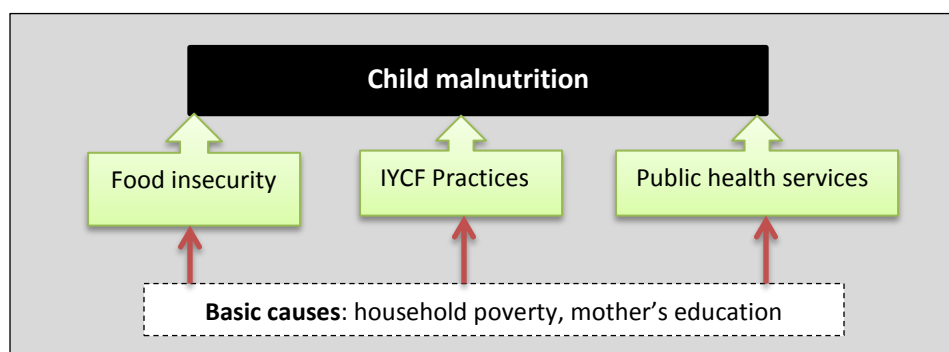 Child malnutrition
Food insecurity
IYCF Practices
Public health services
Basic causes: household poverty, mother’s education